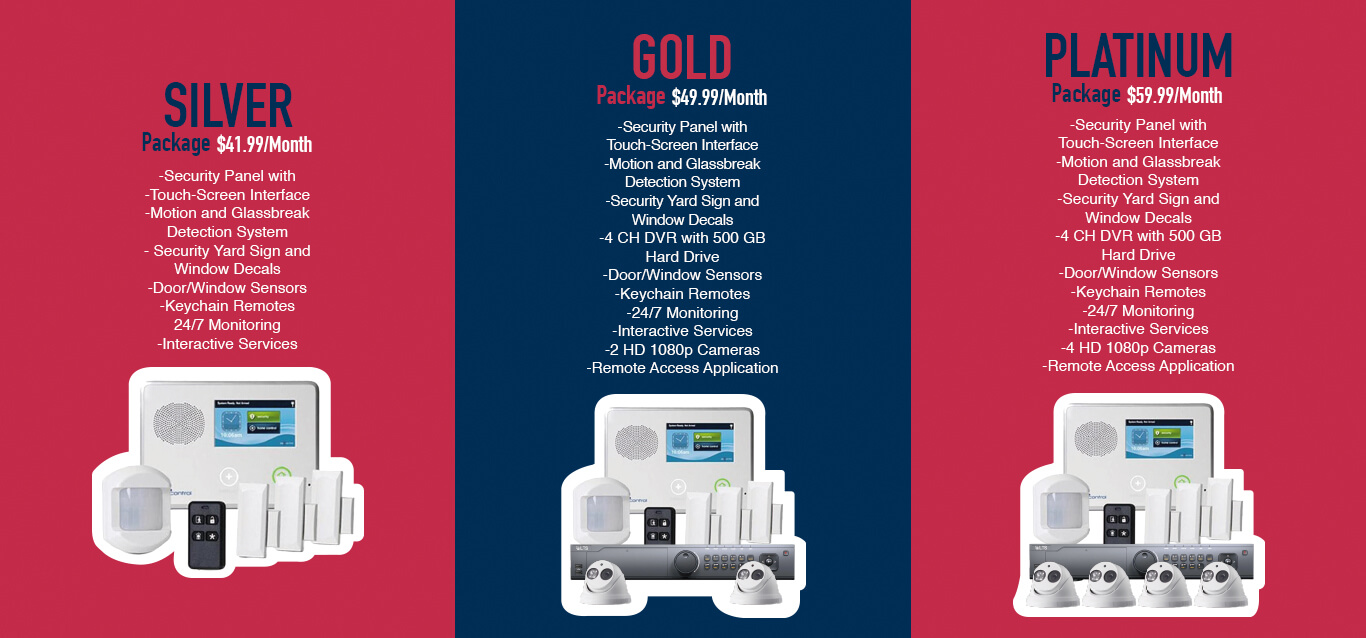 SILVER
Package $41.99/Month
-Security Panel with
-Touch-Screen Interface
-Motion and Glassbreak
Detection System
- Security Yard Sign and
Window Decals
-Door/Window Sensors
-Keychain Remotes
24/7 Monitoring
-Interactive Services
GOLD
Package $49.99/Month
-Security Panel with
Touch-Screen Interface
-Motion and Glassbreak
Detection System
-Security Yard Sign and
Window Decals
-4 CH DVR with 500 GB
Hard Drive
-Door/Window Sensors
-Keychain Remotes
-24/7 Monitoring
-Interactive Services
-2 HD 1080p Cameras
-Remote Access Application
PLATINUM
Package $59.99/Month
-Security Panel with
Touch-Screen Interface
-Motion and Glassbreak
Detection System
-Security Yard Sign and
Window Decals
-4 CH DVR with 500 GB
Hard Drive
-Door/Window Sensors
-Keychain Remotes
-24/7 Monitoring
-Interactive Services
-4 HD 1080p Cameras
-Remote Access Application